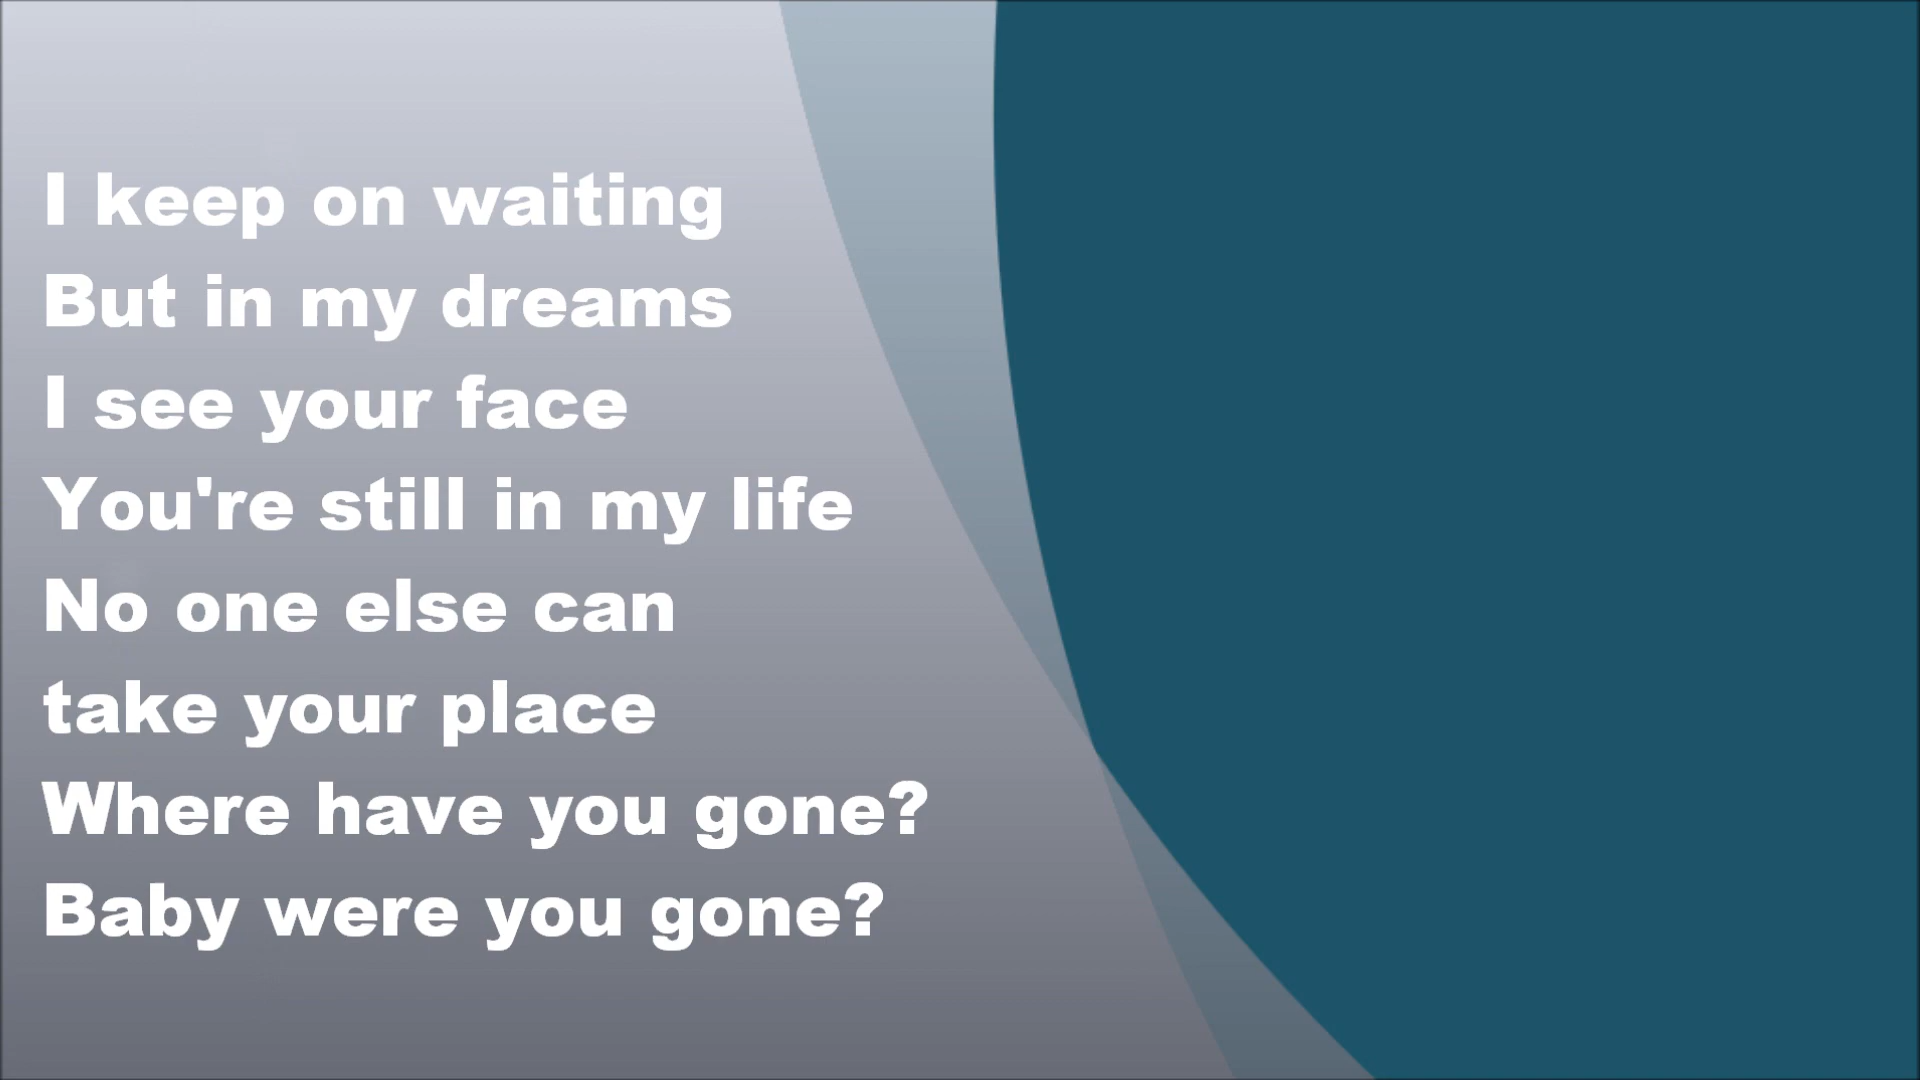 I keep on waiting
But in my dreams
I see your face
You're still in my life
No one else can
take your place
Where have you gone?
Baby were you gone?